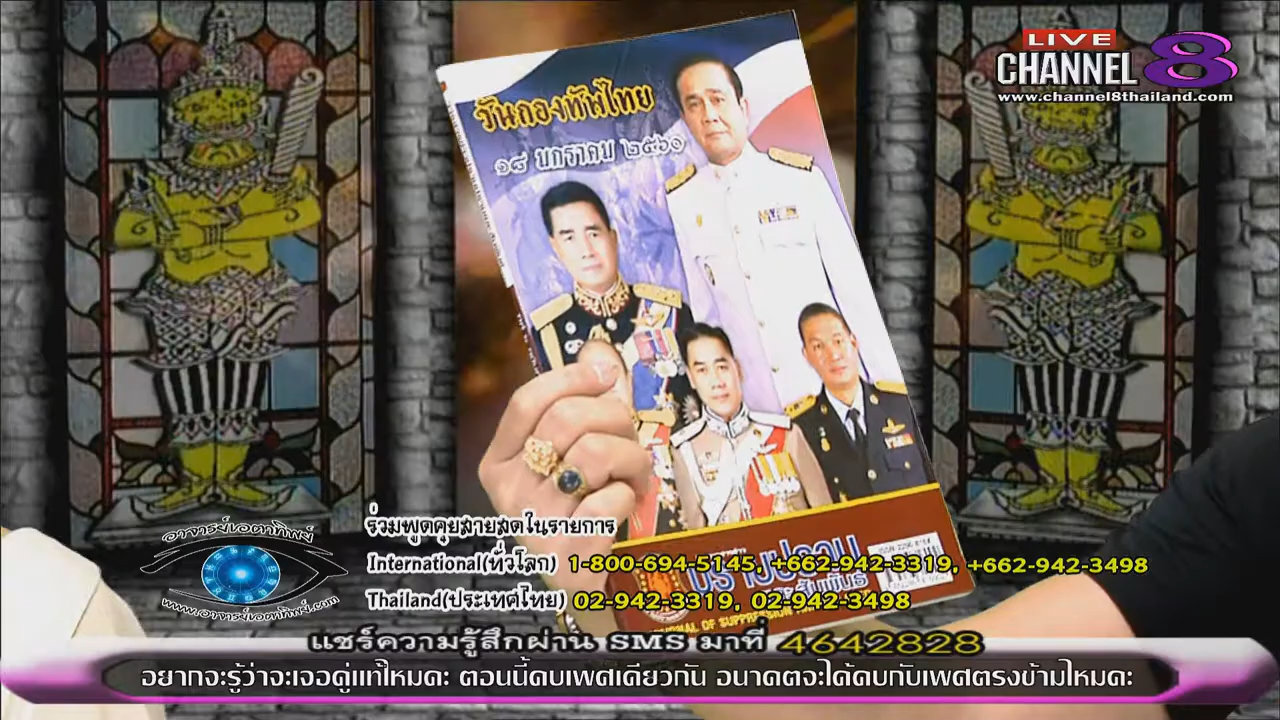 LIVE
CHANNEL 8
www.channel8thailand.com
วันกองทัพไทย
๑๘ มกราคม ๒๕๖๑
ร่วมพูดคุยสายสดในรายการ
อาจารย์เอตาทิพย์
International(ทั่วโลก) 1-800-694-5145, +662-942-3319, +662-942-3498
www.อาจารย์เอตาทิพย์.com
Thailand(ประเทศไทย) 02-942-3319, 02-942-3498
JOURNAL OF SUPPRESSION
แชร์ความรู้สึกผ่าน SMS มาที่ 4642828
อยากจะรู้ว่าจะเจอคู่แท้ไหมคะ ตอนนี้คบเพศเดียวกัน อนาคตจะได้คบกับเพศตรงข้ามไหมคะ